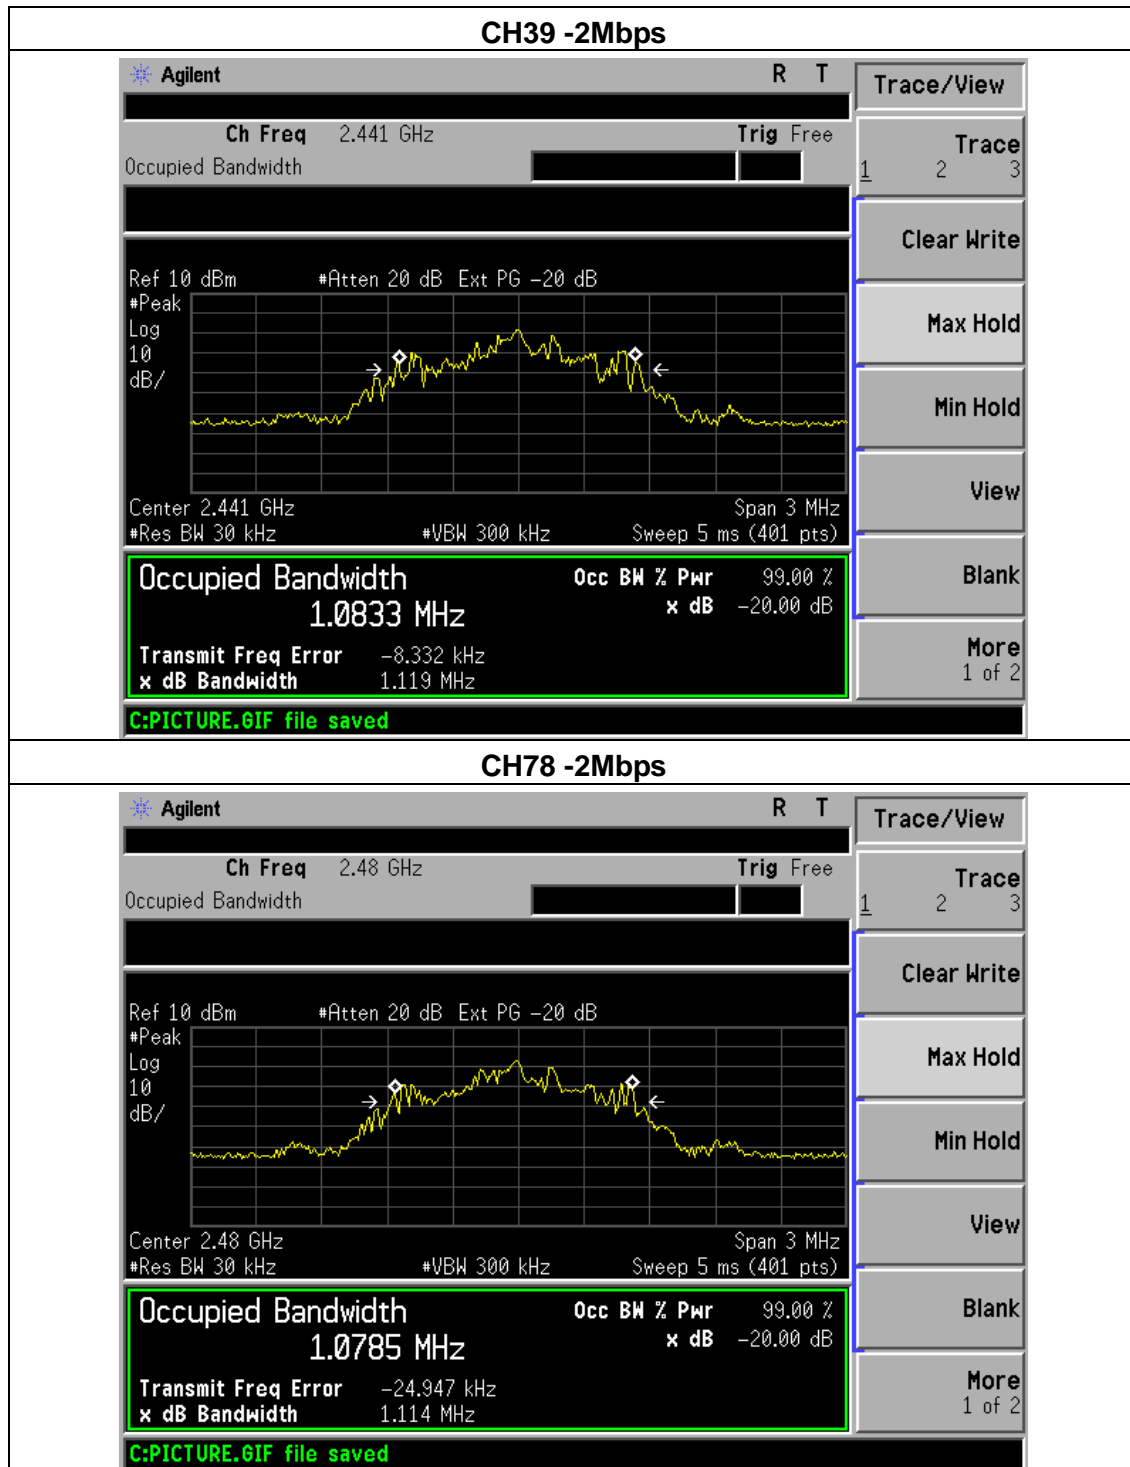 CH39 -2Mbps
Agilent R T
Trace/View
Ch Freq 2.441 GHz Trig Free
Occupied Bandwidth
Trace
1 2 3
Clear Write
Ref 10 dBm #Atten 20 dB Ext PG -20 dB
#Peak
Log
10
dB/
Max Hold
Min Hold
View
Center 2.441 GHz Span 3 MHz
#Res BW 30 kHz #VBW 300 kHz Sweep 5 ms (401 pts)
Occupied Bandwidth Occ BW % Pwr 99.00 %
1.0833 MHz x dB -20.00 dB
Blank
Transmit Freq Error -8.332 kHz
x dB Bandwidth 1.119 MHz
More
1 of 2
C:PICTURE.GIF file saved
CH78 -2Mbps
Agilent R T
Trace/View
Ch Freq 2.48 GHz Trig Free
Occupied Bandwidth
Trace
1 2 3
Clear Write
Ref 10 dBm #Atten 20 dB Ext PG -20 dB
#Peak
Log
10
dB/
Max Hold
Min Hold
View
Center 2.48 GHz Span 3 MHz
#Res BW 30 kHz #VBW 300 kHz Sweep 5 ms (401 pts)
Occupied Bandwidth Occ BW % Pwr 99.00 %
1.0785 MHz x dB -20.00 dB
Blank
Transmit Freq Error -24.947 kHz
x dB Bandwidth 1.114 MHz
More
1 of 2
C:PICTURE.GIF file saved